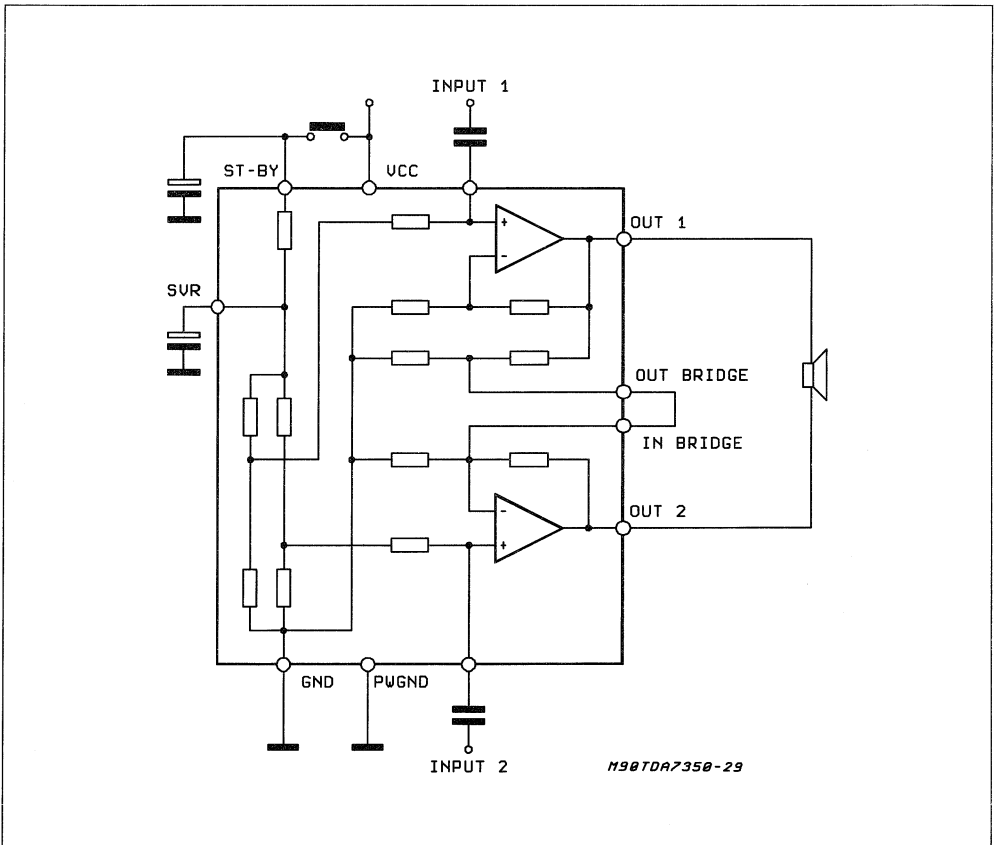 INPUT 1
ST-BY
VCC
+
OUT 1
-
SVR
OUT BRIDGE
IN BRIDGE
-
OUT 2
+
GND
PWGND
INPUT 2
M90TDA7350-29